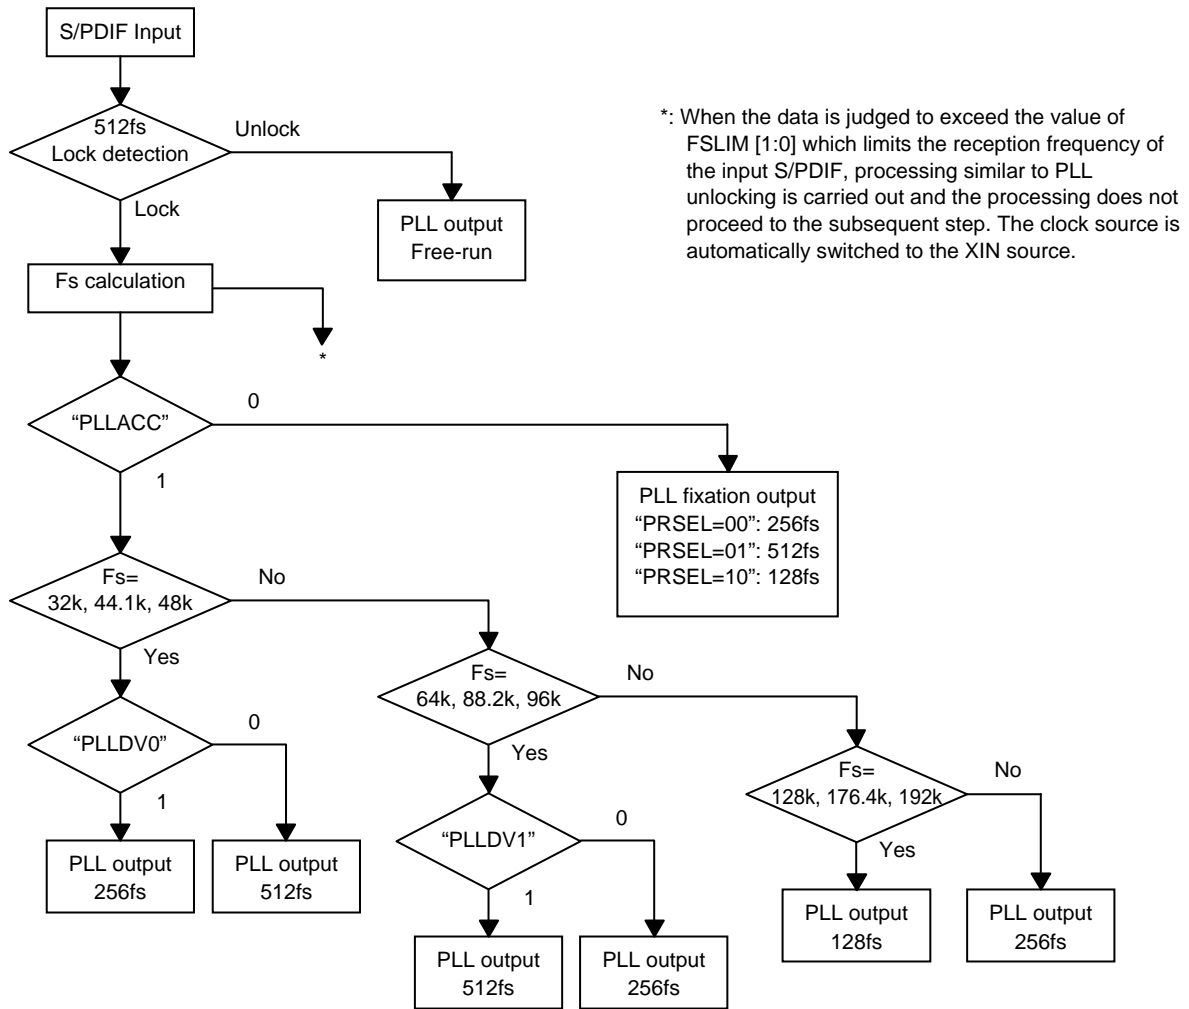 S/PDIF Input
512fs
Lock detection
Unlock
Lock
PLL output
Free-run
*: When the data is judged to exceed the value of
FSLIM [1:0] which limits the reception frequency of
the input S/PDIF, processing similar to PLL
unlocking is carried out and the processing does not
proceed to the subsequent step. The clock source is
automatically switched to the XIN source.
Fs calculation
*
“PLLACC”
0
1
PLL fixation output
“PRSEL=00”: 256fs
“PRSEL=01”: 512fs
“PRSEL=10”: 128fs
Fs=
32k, 44.1k, 48k
No
Yes
Fs=
64k, 88.2k, 96k
No
Yes
“PLLDV0”
0
1
Fs=
128k, 176.4k, 192k
No
Yes
“PLLDV1”
0
1
PLL output
256fs
PLL output
512fs
PLL output
128fs
PLL output
256fs
PLL output
512fs
PLL output
256fs